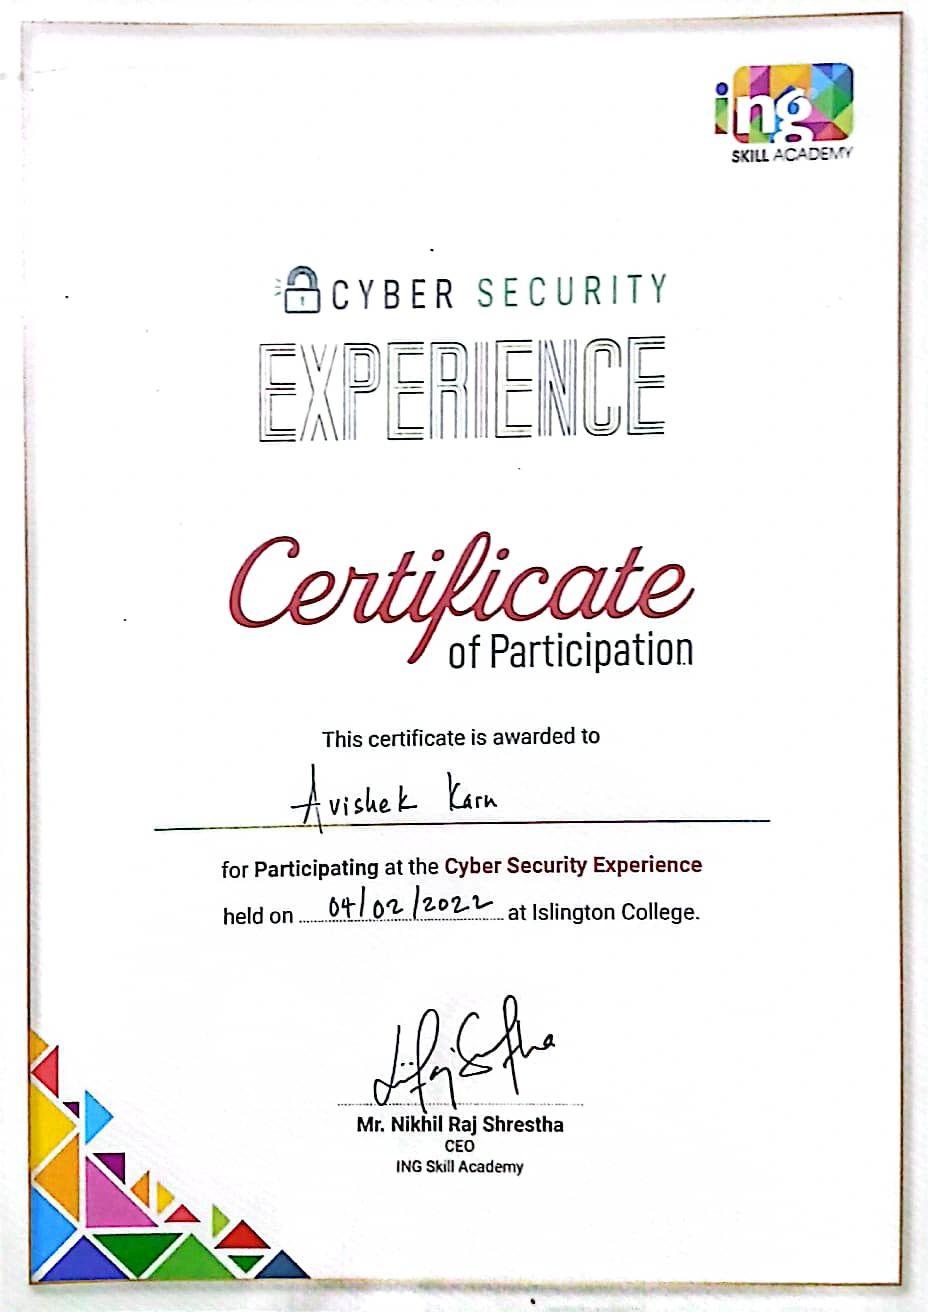 ing
SKILL ACADEMY
CYBER SECURITY
EXPERIENCE
Certificate
of Participation
This certificate is awarded to
Avishek Karn
for Participating at the Cyber Security Experience
held on 04/02/2022 at Islington College.
Mr. Nikhil Raj Shrestha
CEO
ING Skill Academy